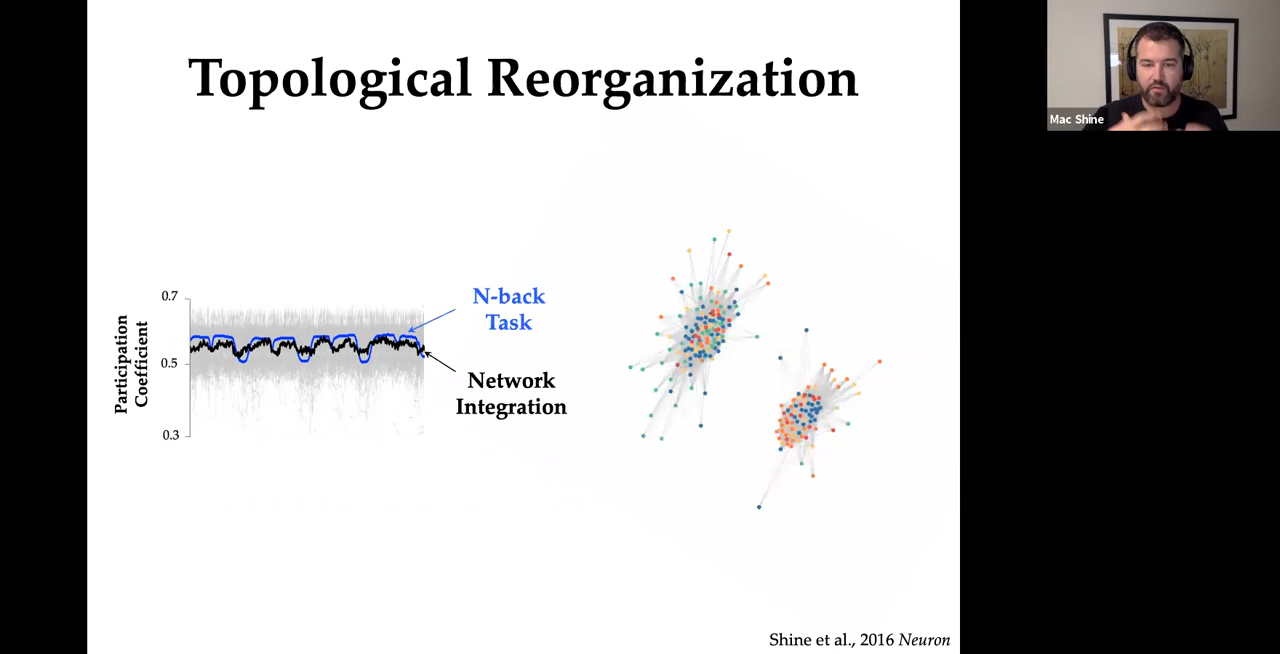 Topological Reorganization
Mac Shine
Participation
Coefficient
0.7
0.5
0.3
N-back
Task
Network
Integration
Shine et al., 2016 Neuron